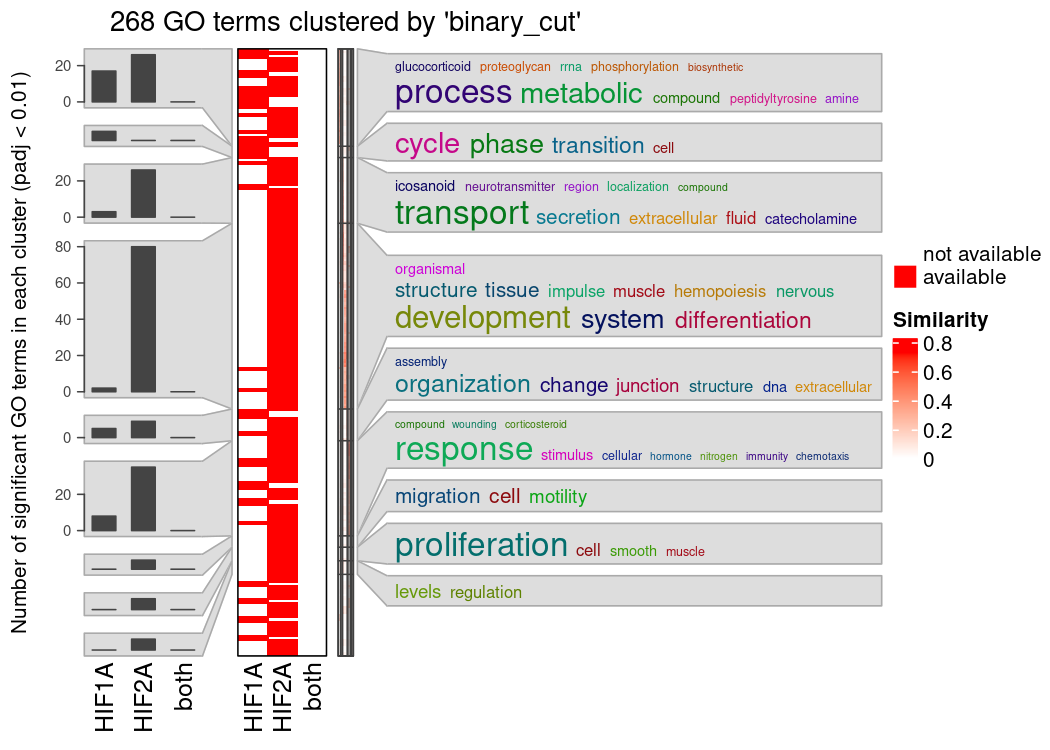 268 GO terms clustered by 'binary_cut'
Number of significant GO terms in each cluster (padj < 0.01)
20
0
20
0
80
60
40
20
0
0
20
0
HIF1A
HIF2A
both
HIF1A
HIF2A
both
glucocorticoid proteoglycan rrna phosphorylation biosynthetic
process metabolic compound peptidyltyrosine amine
cycle phase transition cell
icosanoid neurotransmitter region localization compound
transport secretion extracellular fluid catecholamine
organismal
structure tissue impulse muscle hemopoiesis nervous
development system differentiation
assembly
organization change junction structure dna extracellular
compound wounding corticosteroid
response stimulus cellular hormone nitrogen immunity chemotaxis
migration cell motility
proliferation cell smooth muscle
levels regulation
not available
available
Similarity
0.8
0.6
0.4
0.2
0